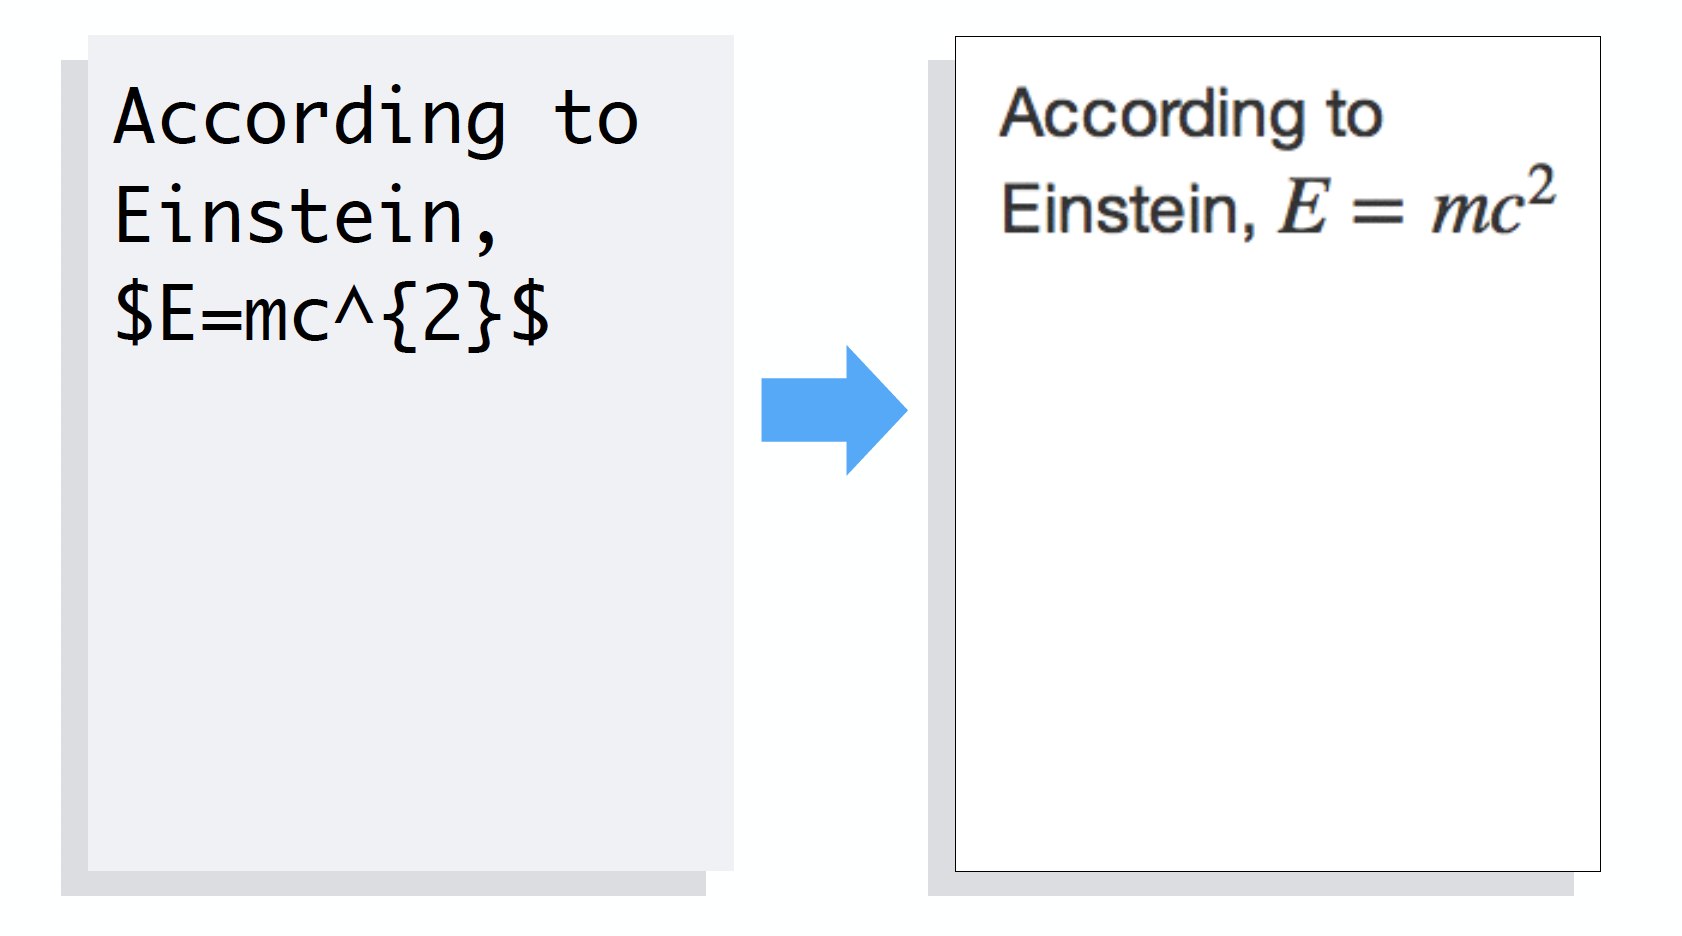 According to
Einstein,
$E=mc^{2}$
According to
Einstein, E = mc²